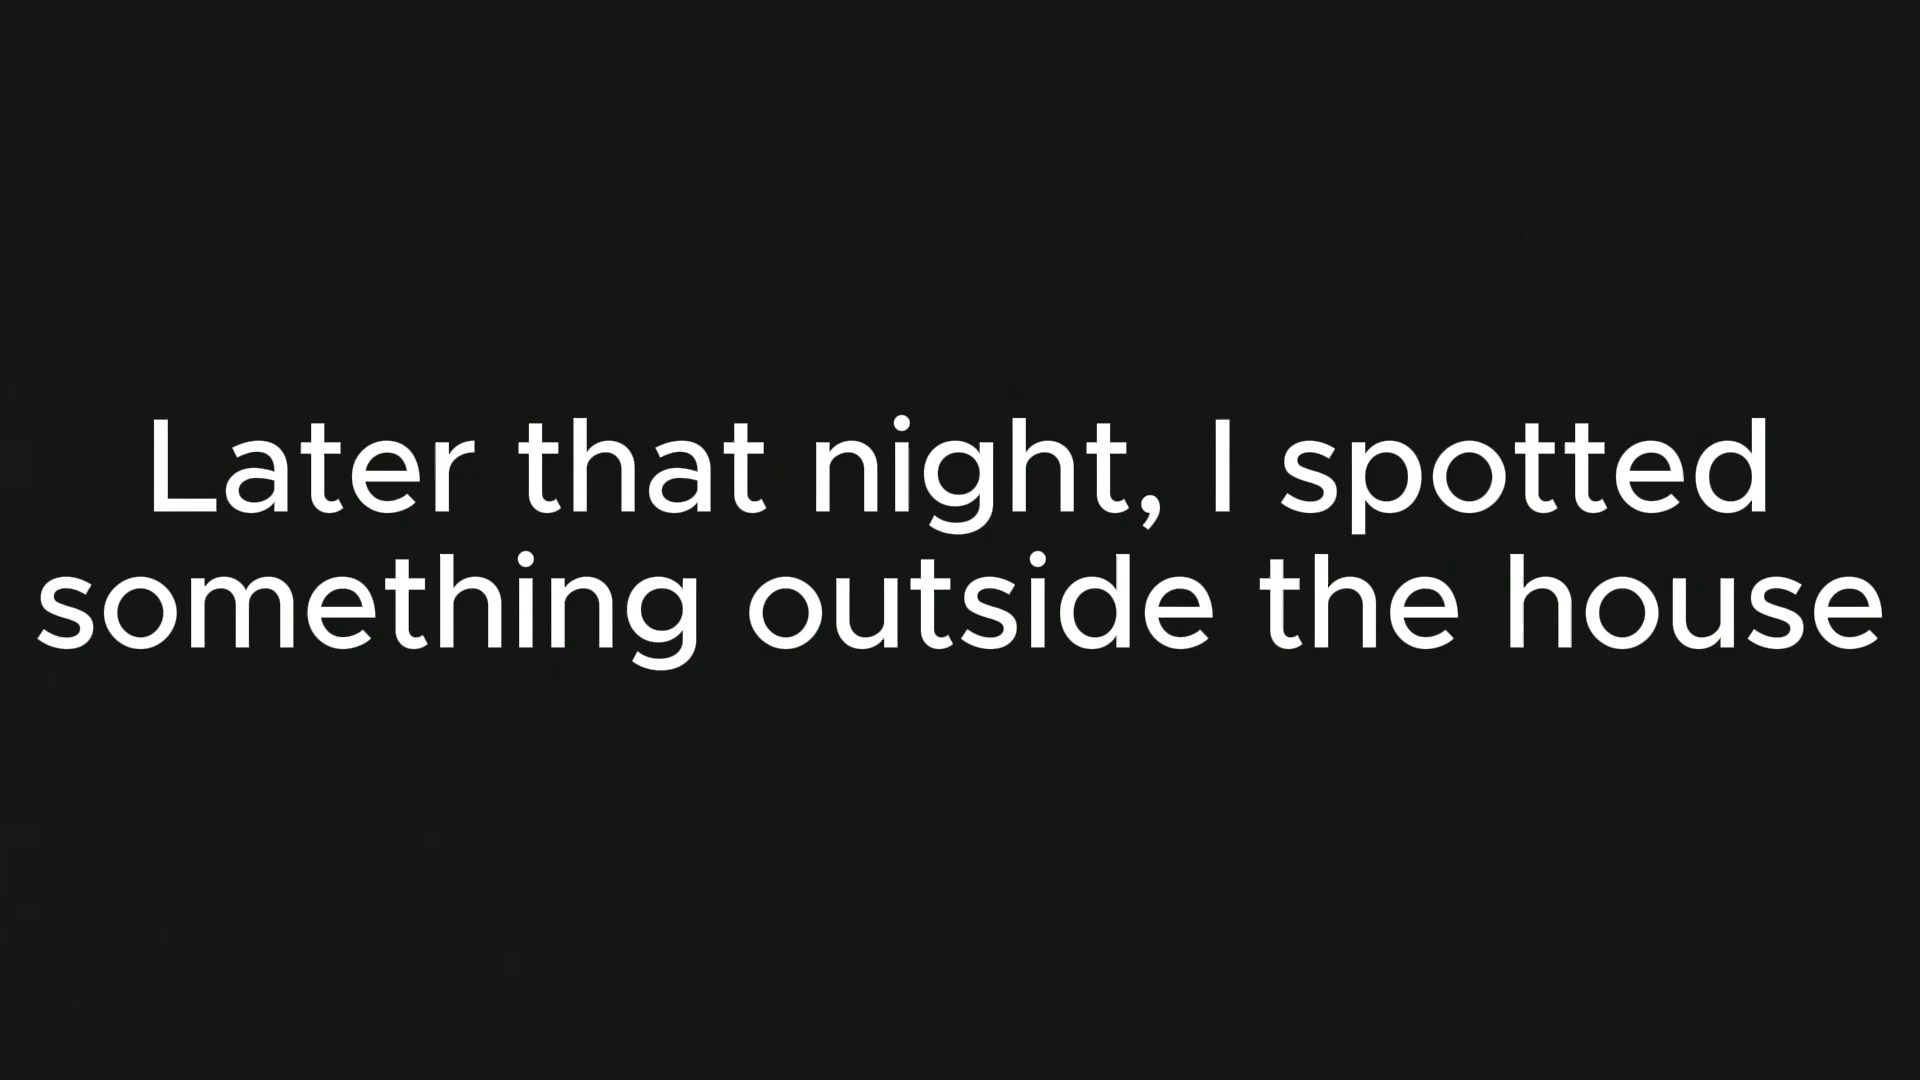 Later that night, I spotted
something outside the house